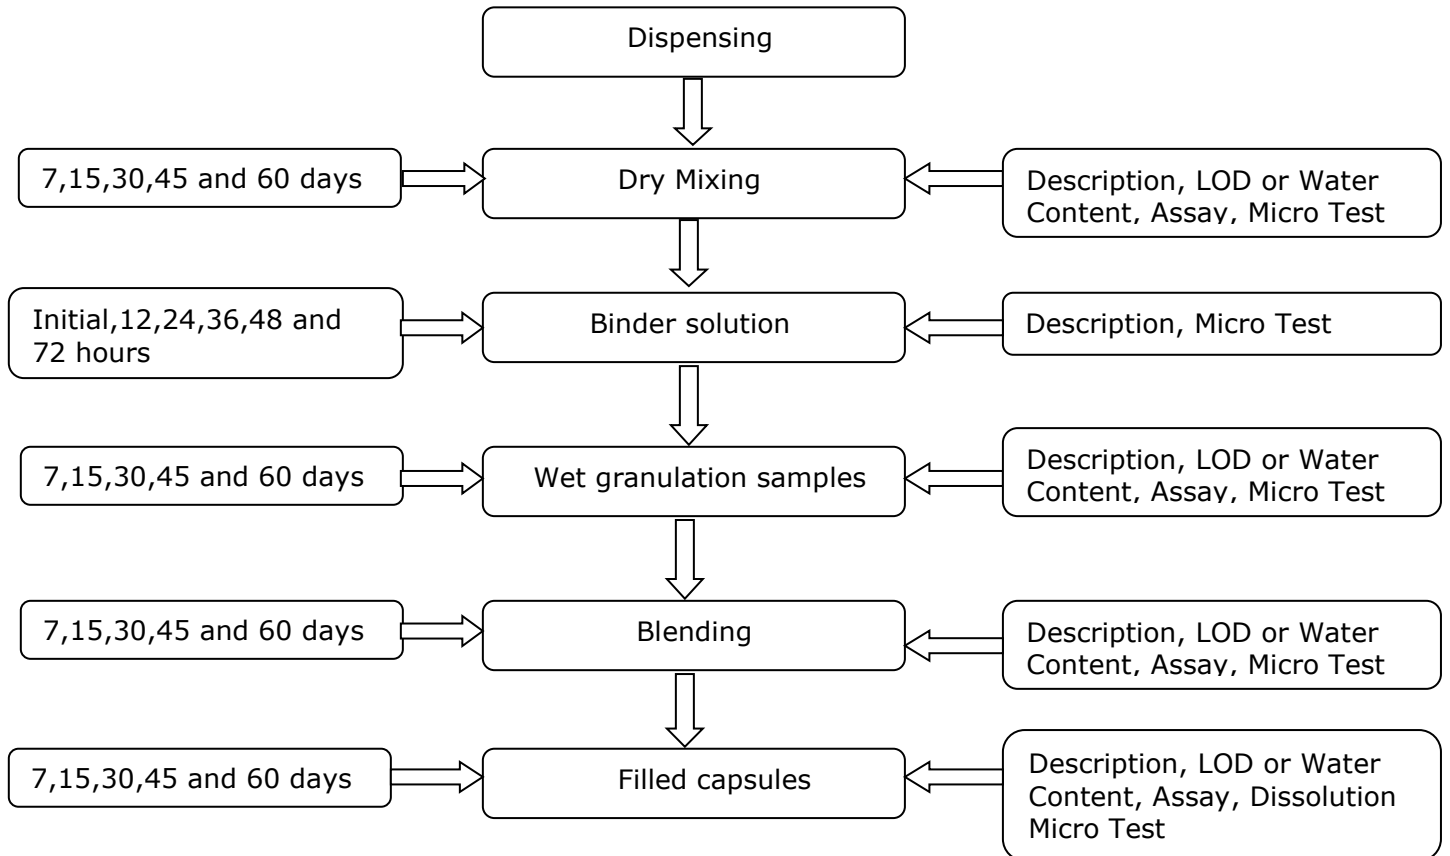 Dispensing
7,15,30,45 and 60 days
Dry Mixing
Description, LOD or Water
Content, Assay, Micro Test
Initial,12,24,36,48 and
72 hours
Binder solution
Description, Micro Test
7,15,30,45 and 60 days
Wet granulation samples
Description, LOD or Water
Content, Assay, Micro Test
7,15,30,45 and 60 days
Blending
Description, LOD or Water
Content, Assay, Micro Test
7,15,30,45 and 60 days
Filled capsules
Description, LOD or Water
Content, Assay, Dissolution
Micro Test